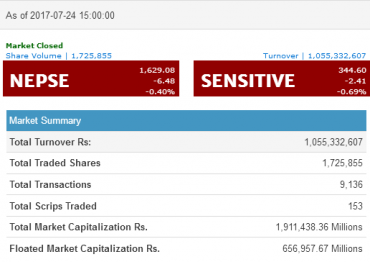 As of 2017-07-24 15:00:00
Market Closed
Share Volume | 1,725,855 Turnover | 1,055,332,607
NEPSE 1,629.08 -6.48 -0.40%
SENSITIVE 344.60 -2.41 -0.69%
Market Summary
Total Turnover Rs: 1,055,332,607
Total Traded Shares 1,725,855
Total Transactions 9,136
Total Scrips Traded 153
Total Market Capitalization Rs. 1,911,438.36 Millions
Floated Market Capitalization Rs. 656,957.67 Millions